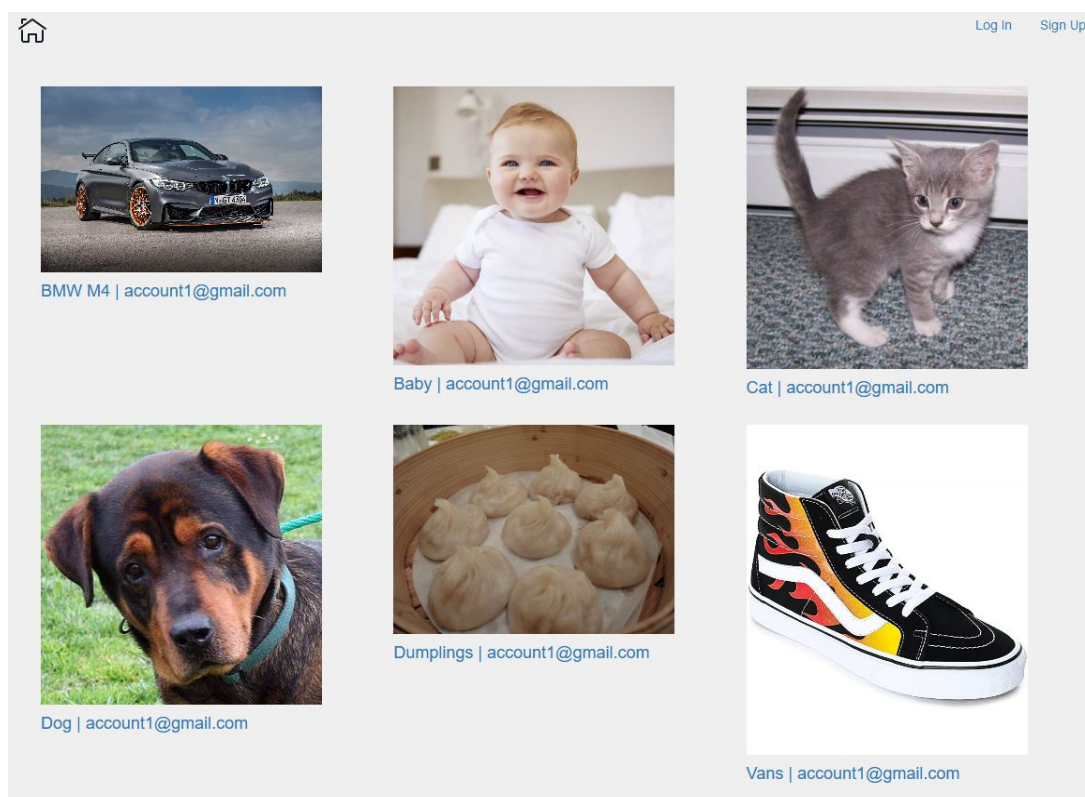 Log In Sign Up
BMW M4 | account1@gmail.com
Baby | account1@gmail.com
Cat | account1@gmail.com
Dog | account1@gmail.com
Dumplings | account1@gmail.com
Vans | account1@gmail.com